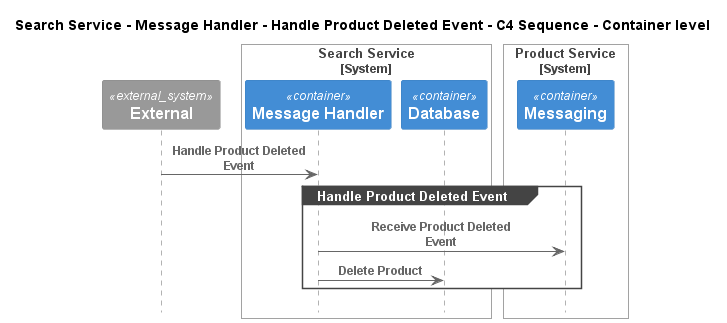 Search Service - Message Handler - Handle Product Deleted Event - C4 Sequence - Container level
Search Service
[System]
Product Service
[System]
«external_system»
External
«container»
Message Handler
«container»
Database
«container»
Messaging
Handle Product Deleted
Event
Handle Product Deleted Event
Receive Product Deleted
Event
Delete Product